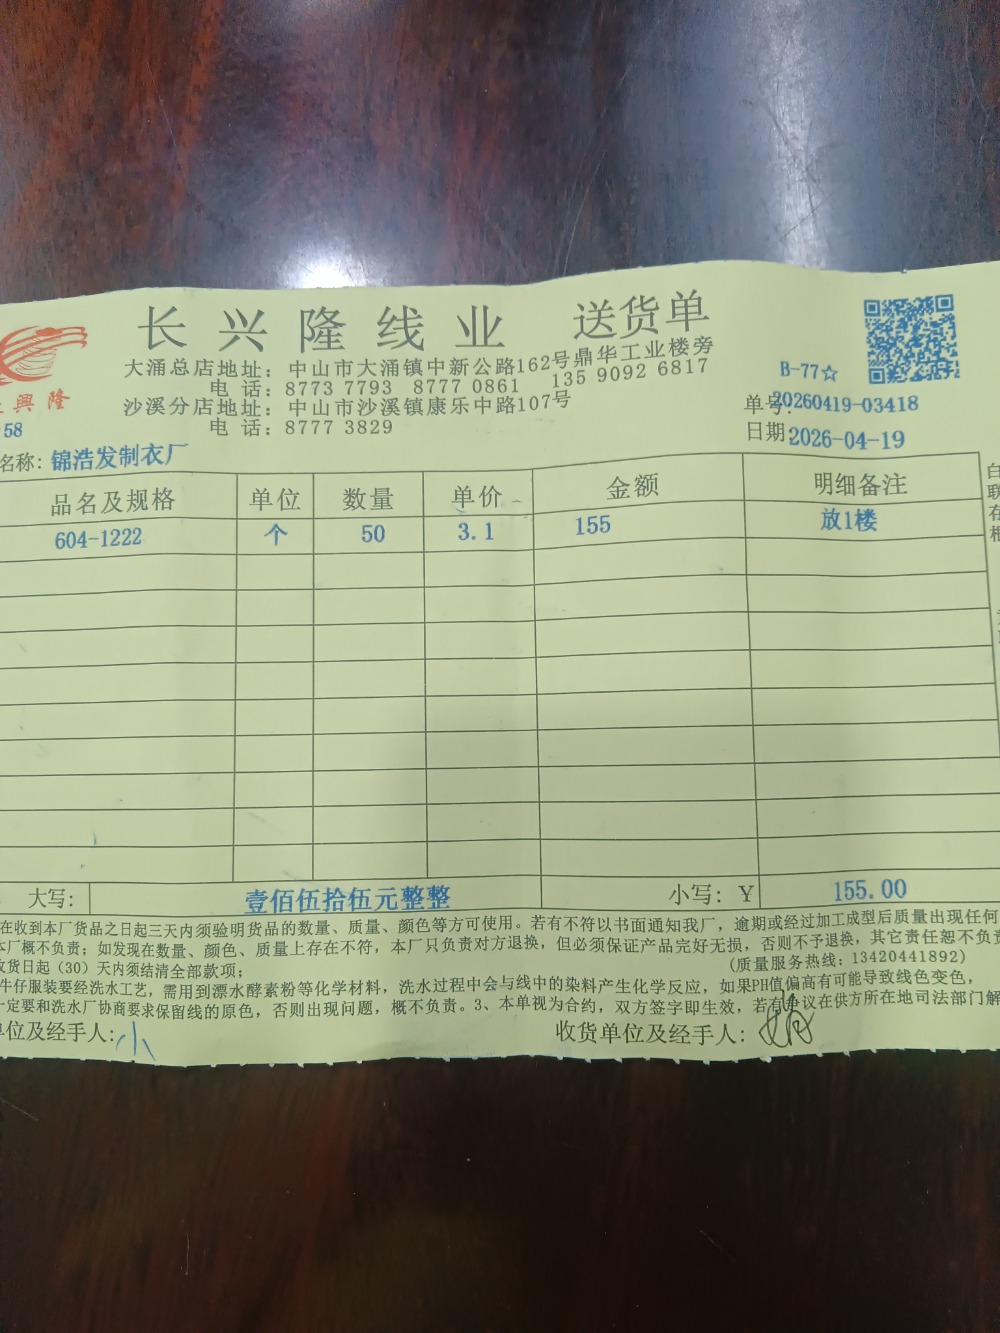 长兴隆线业 送货单
大涌总店地址：中山市大涌镇中新公路162号鼎华工业楼旁
电 话：8773 7793 8777 0861 135 9092 6817
沙溪分店地址：中山市沙溪镇康乐中路107号
电 话：8777 3829
興隆
58
B-77☆
单号:20260419-03418
日期2026-04-19
名称: 锦浩发制衣厂
品名及规格 单位 数量 单价 金额 明细备注
604-1222 个 50 3.1 155 放1楼
白
联
存
根
大写: 壹佰伍拾伍元整整 小写: Y 155.00
在收到本厂货品之日起三天内须验明货品的数量、质量、颜色等方可使用。若有不符以书面通知我厂，逾期或经过加工成型后质量出现任何
本厂概不负责；如发现在数量、颜色、质量上存在不符，本厂只负责对方退换，但必须保证产品完好无损，否则不予退换，其它责任恕不负责
收货日起（30）天内须结清全部款项；
(质量服务热线：13420441892)
牛仔服装要经洗水工艺，需用到漂水酵素粉等化学材料，洗水过程中会与线中的染料产生化学反应，如果PH值偏高有可能导致线色变色，
一定要和洗水厂协商要求保留线的原色，否则出现问题，概不负责。3、本单视为合约，双方签字即生效，若有争议在供方所在地司法部门解
单位及经手人: 小
收货单位及经手人: